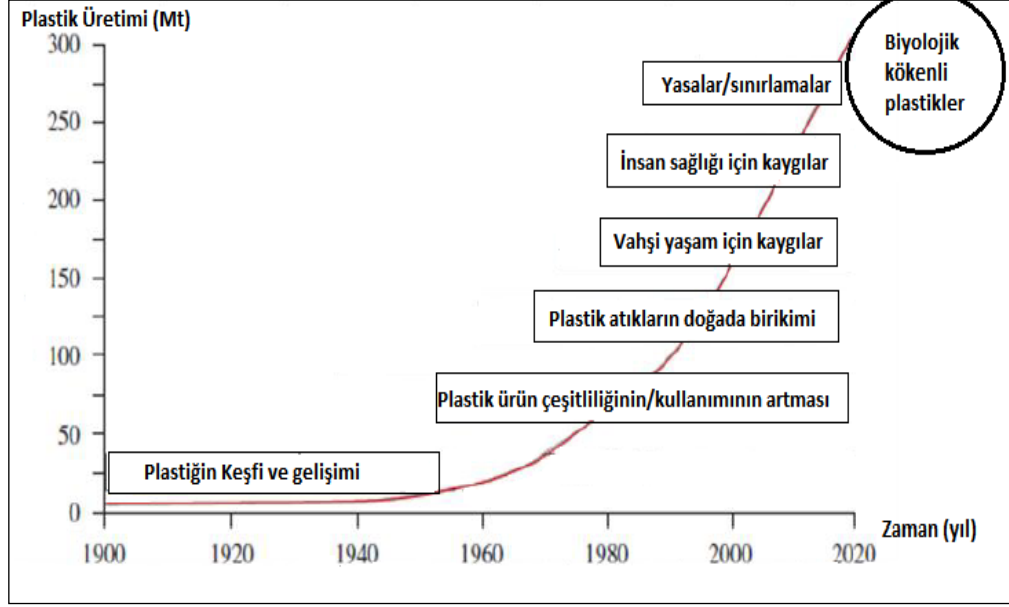 Plastik Üretimi (Mt)
300
250
200
150
100
50
0
Biyolojik
kökenli
plastikler
Yasalar/sınırlamalar
İnsan sağlığı için kaygılar
Vahşi yaşam için kaygılar
Plastik atıkların doğada birikimi
Plastik ürün çeşitliliğinin/kullanımının artması
Plastiğin Keşfi ve gelişimi
1900 1920 1940 1960 1980 2000 2020
Zaman (yıl)